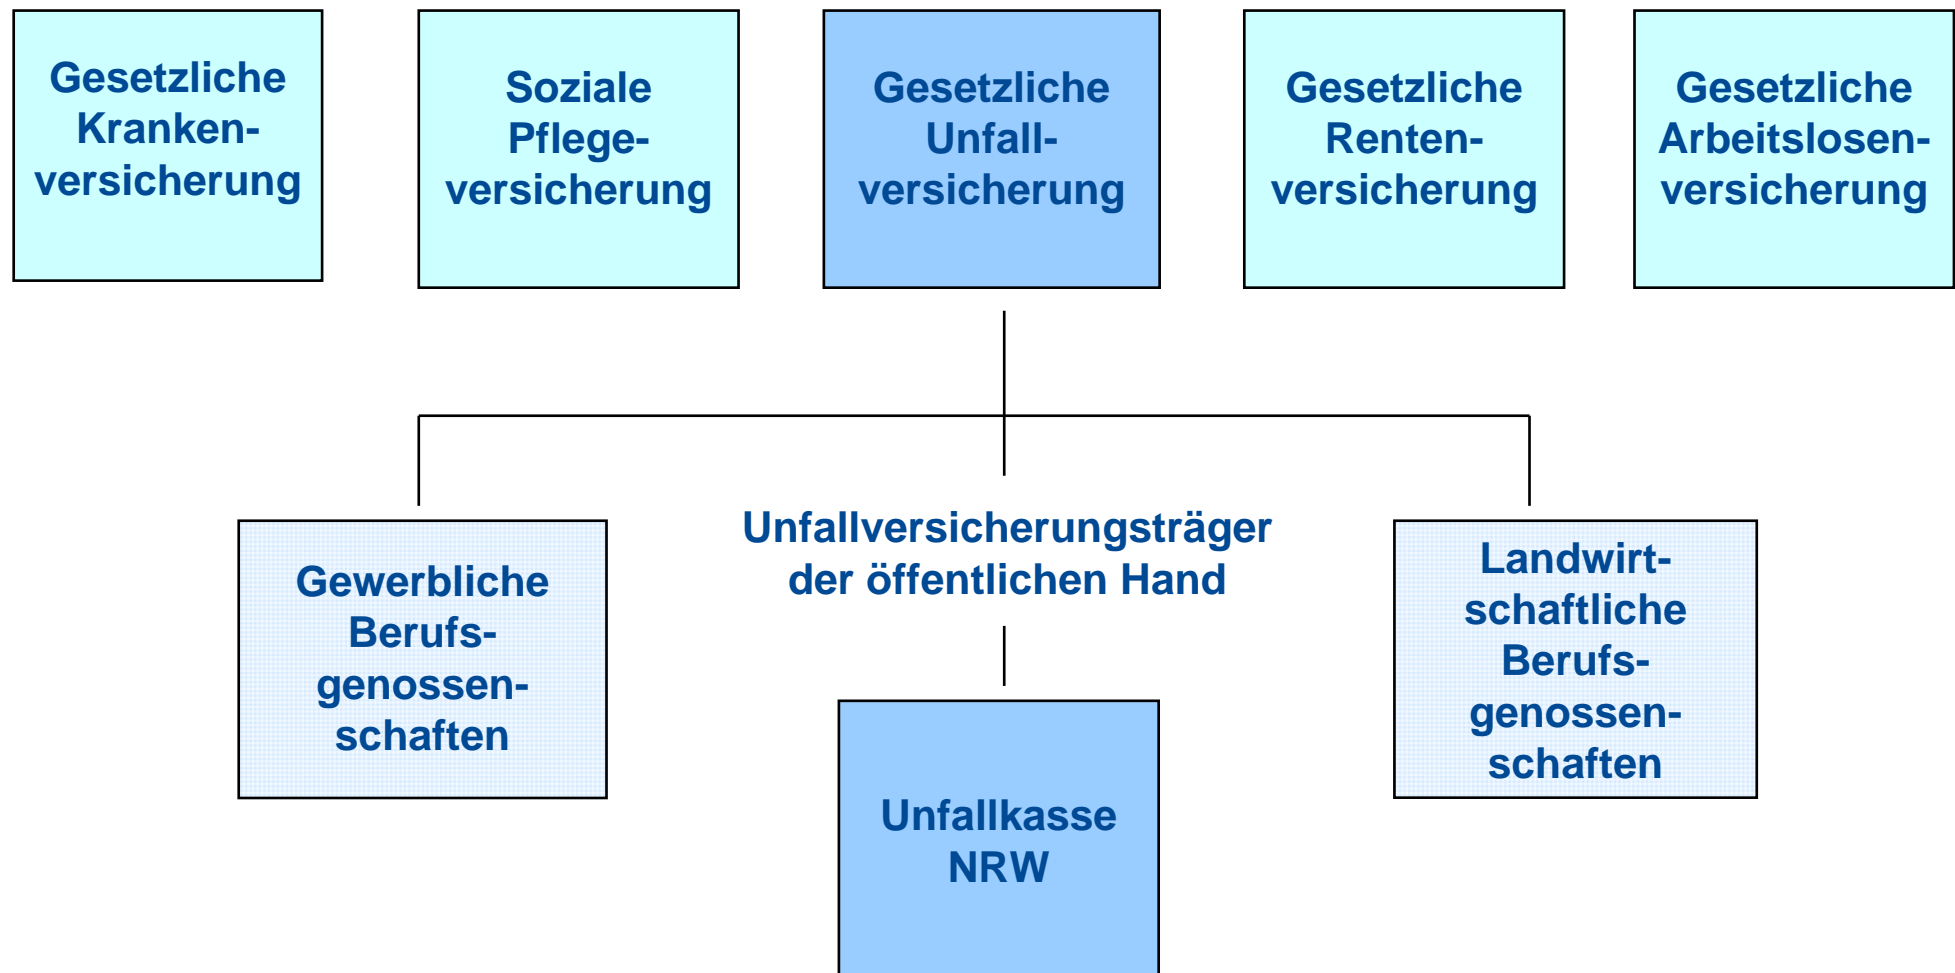 Gesetzliche
Kranken-
versicherung
Soziale
Pflege-
versicherung
Gesetzliche
Unfall-
versicherung
Gesetzliche
Renten-
versicherung
Gesetzliche
Arbeitslosen-
versicherung
Gewerbliche
Berufs-
genossen-
schaften
Unfallversicherungsträger
der öffentlichen Hand
Landwirt-
schaftliche
Berufs-
genossen-
schaften
Unfallkasse
NRW